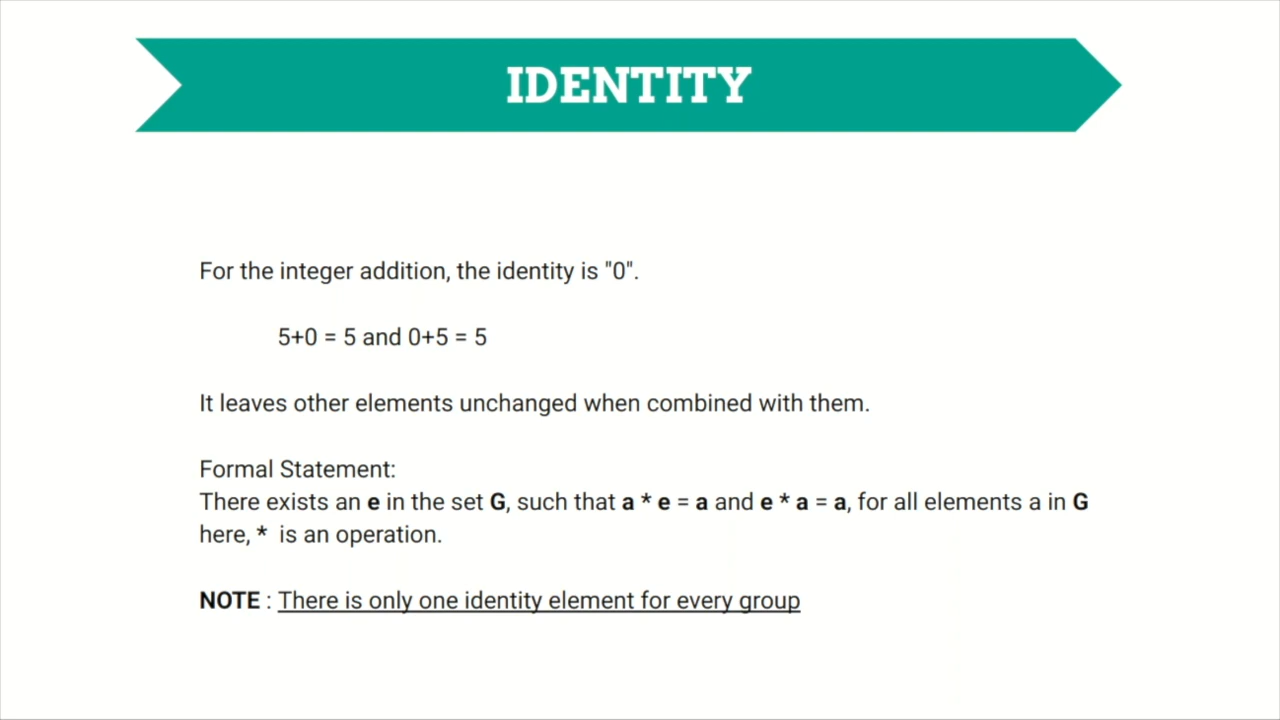 IDENTITY
For the integer addition, the identity is "0".
5+0 = 5 and 0+5 = 5
It leaves other elements unchanged when combined with them.
Formal Statement:
There exists an e in the set G, such that a * e = a and e * a = a, for all elements a in G
here, * is an operation.
NOTE : There is only one identity element for every group